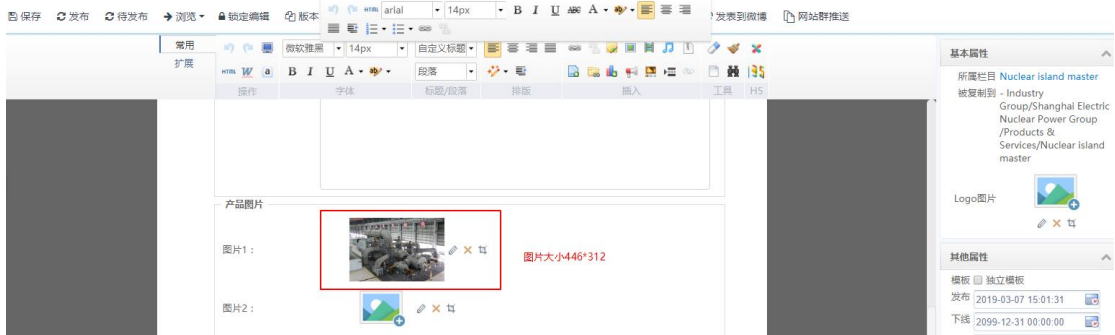 保存 发布 待发布 浏览 锁定编辑 版本 发表到微博 网站群推送
HTML arial 14px B I U ABC A
常用
扩展
微软雅黑 14px 自定义标题
HTML W a B I U A 段落
操作 字体 标题/段落 排版 插入 工具 H5
产品图片
图片1：
图片大小446*312
图片2：
基本属性
所属栏目 Nuclear island master
被复制到 - Industry
Group/Shanghai Electric
Nuclear Power Group
/Products &
Services/Nuclear island
master
Logo图片
其他属性
模板 独立模板
发布 2019-03-07 15:01:31
下线 2099-12-31 00:00:00